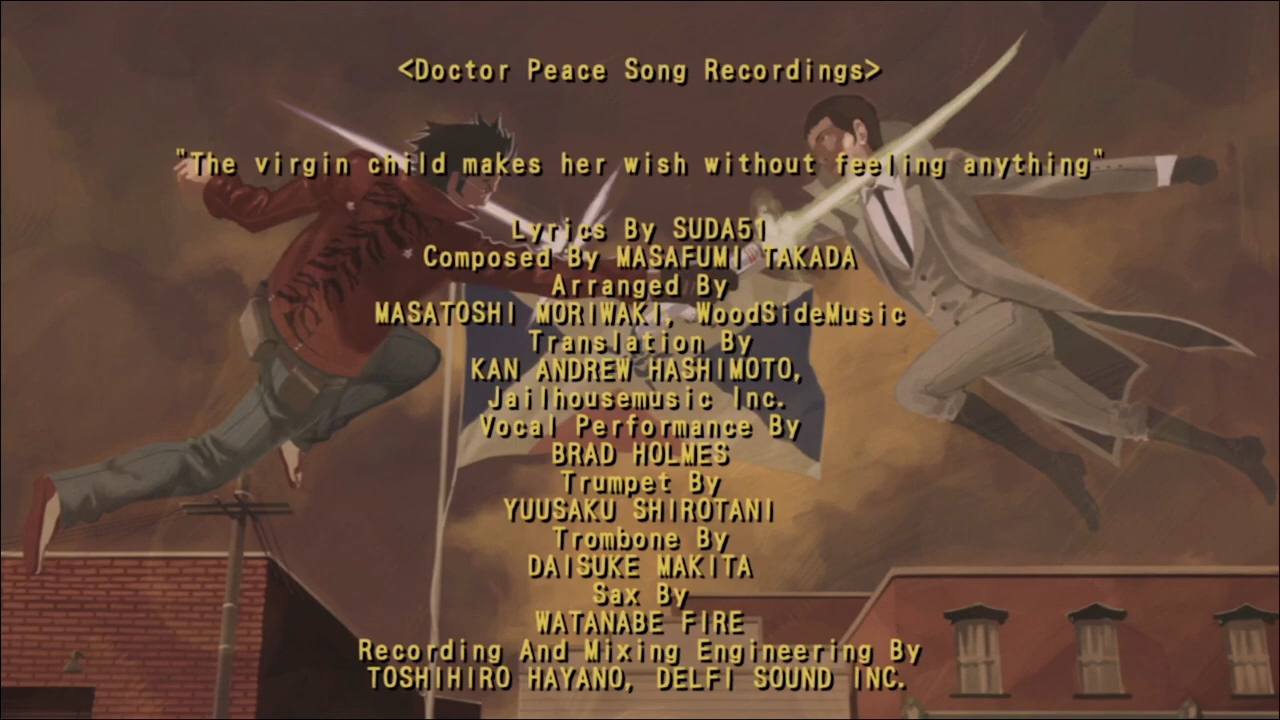 <Doctor Peace Song Recordings>
"The virgin child makes her wish without feeling anything"
Lyrics By SUDA51
Composed By MASAFUMI TAKADA
Arranged By
MASATOSHI MORIWAKI, WoodSideMusic
Translation By
KAN ANDREW HASHIMOTO,
Jailhousemusic Inc.
Vocal Performance By
BRAD HOLMES
Trumpet By
YUUSAKU SHIROTANI
Trombone By
DAISUKE MAKITA
Sax By
WATANABE FIRE
Recording And Mixing Engineering By
TOSHIHIRO HAYANO, DELFI SOUND INC.